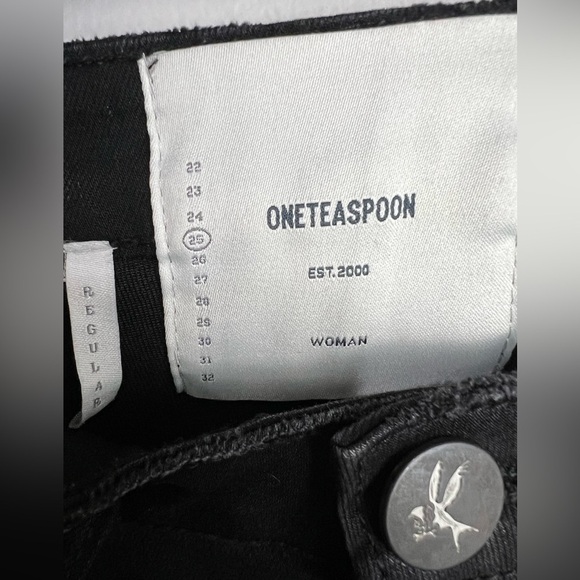 22
23
24
25
26
27
28
29
30
31
32
ONETEASPOON
EST.2000
WOMAN
REGULAR